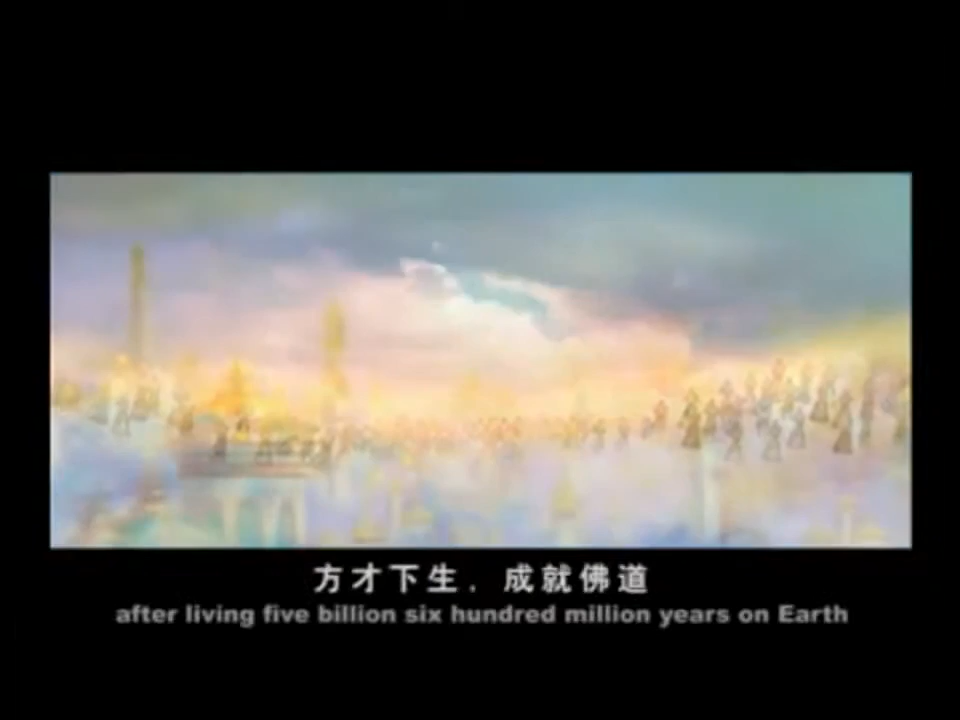 方才下生．成就佛道
after living five billion six hundred million years on Earth